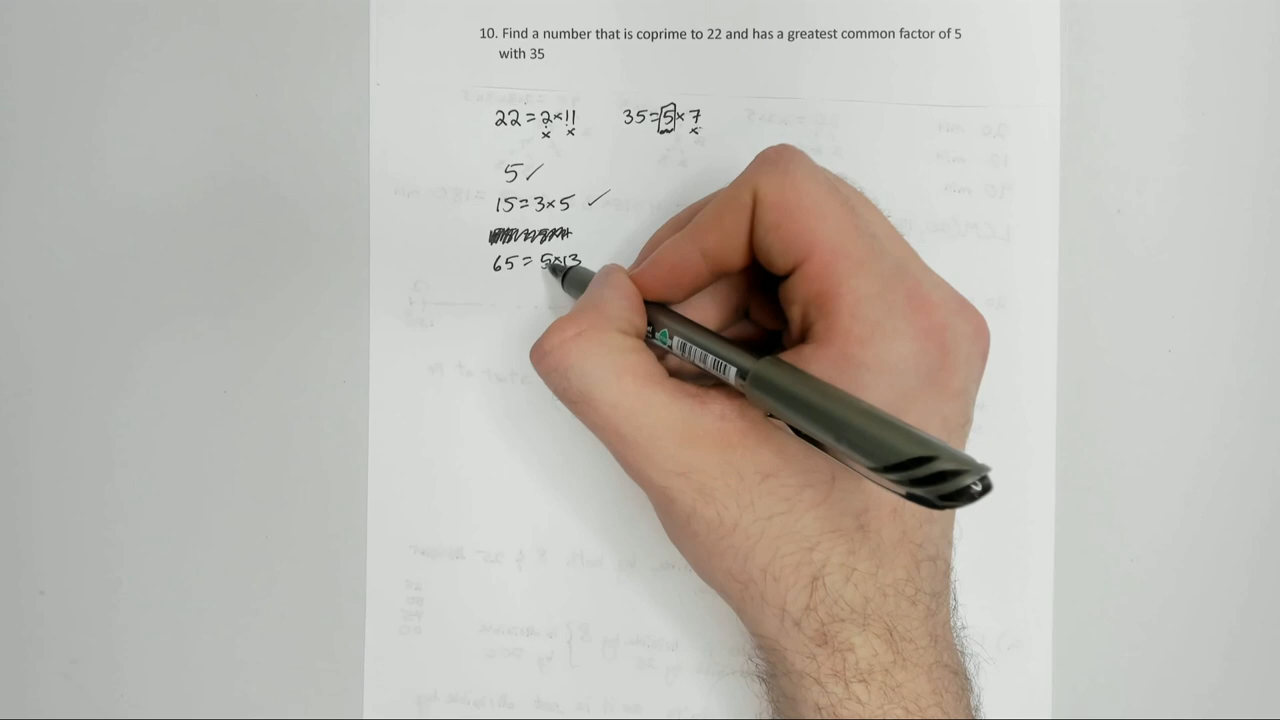 10. Find a number that is coprime to 22 and has a greatest common factor of 5
with 35
22 = 2 × 11 35 = 5 × 7
x x x
5 ✓
15 = 3 × 5 ✓
65 = 5 × 13